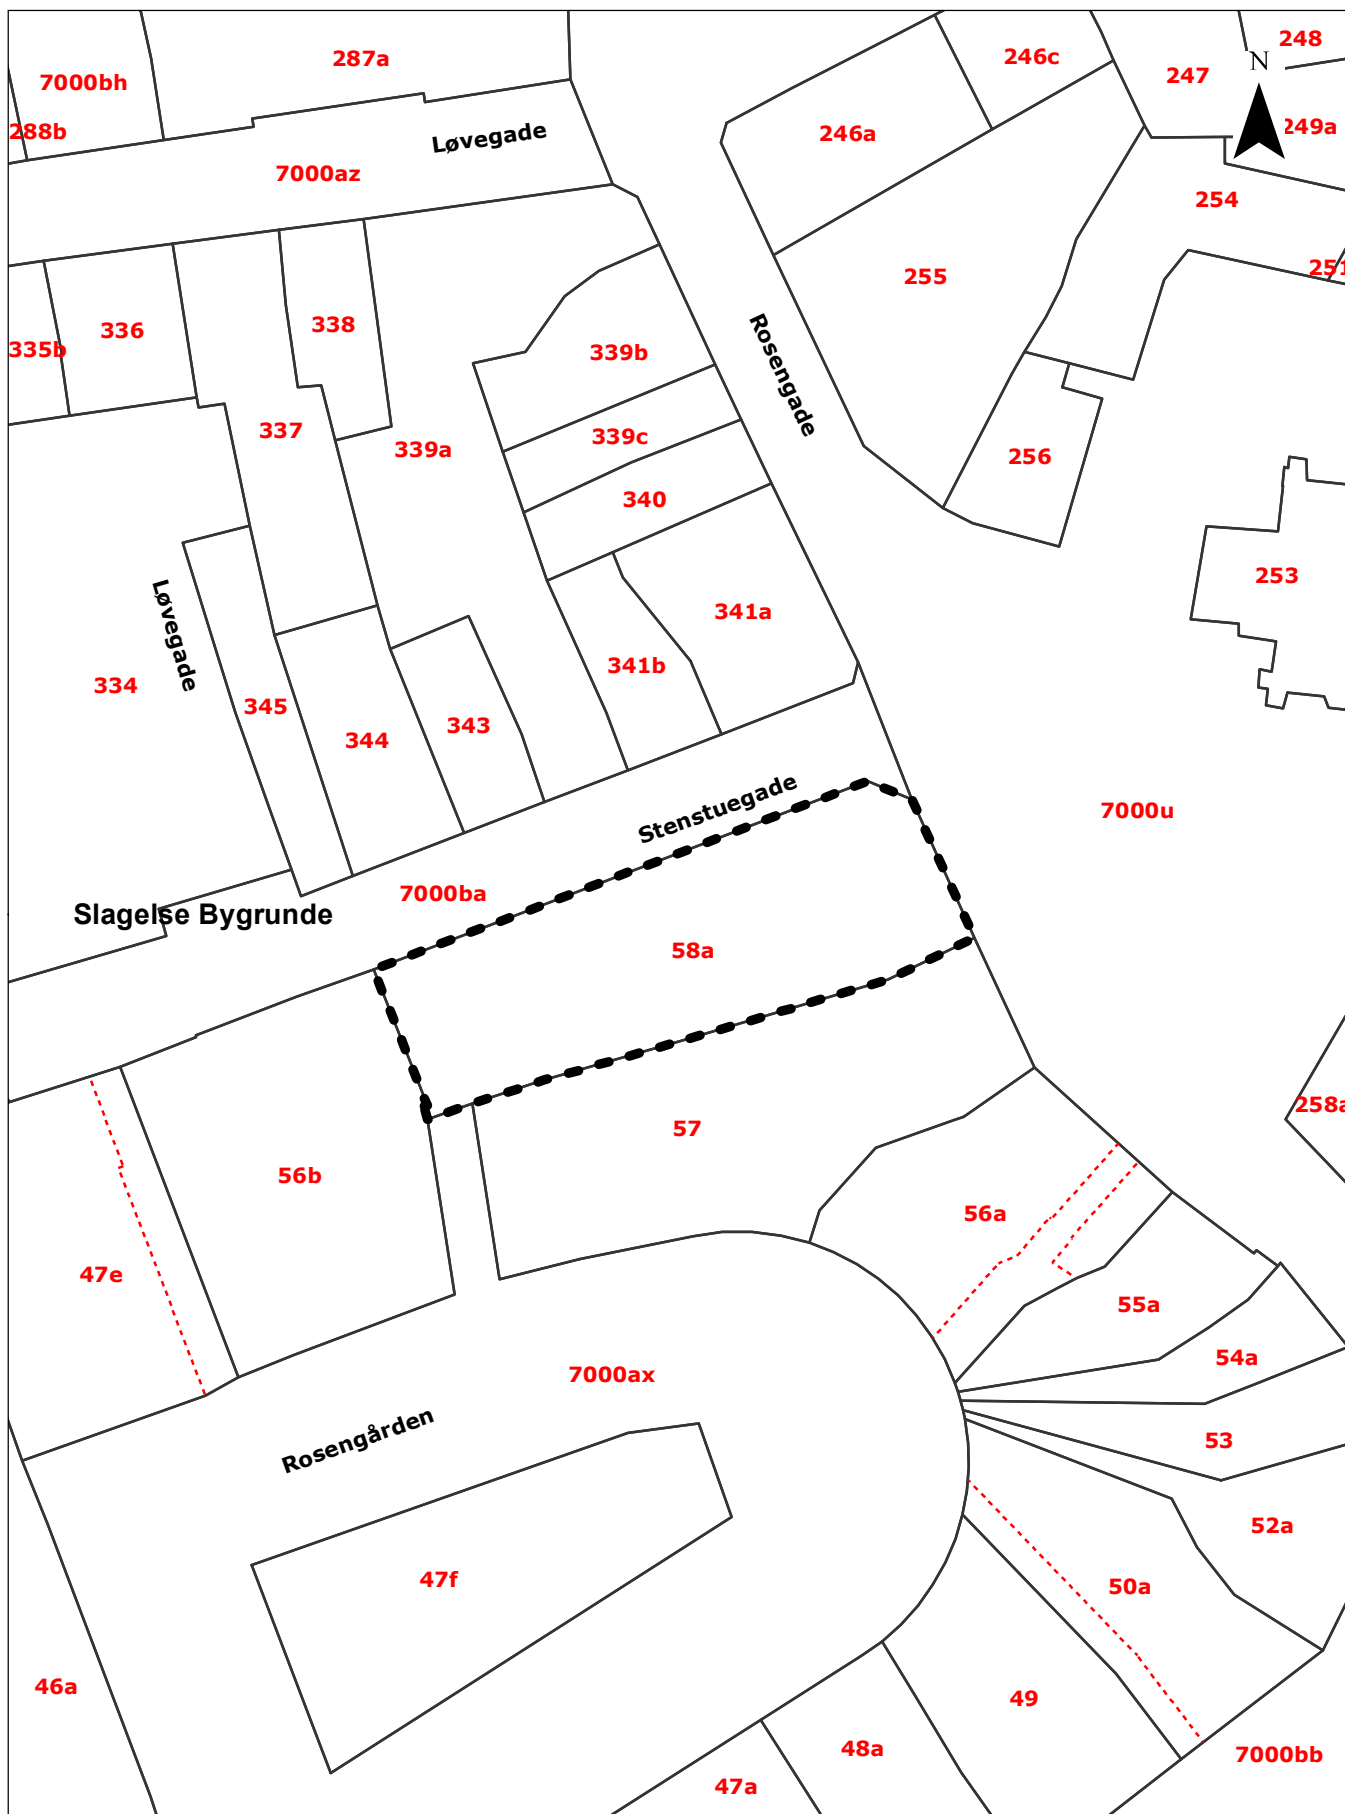 248
287a
246c
N
247
7000bh
249a
288b
246a
Løvegade
7000az
254
251
255
338
336
335b
339b
Rosengade
337
339c
339a
256
340
253
341a
Løvegade
341b
334
345
343
344
Stenstuegade
7000u
7000ba
Slagelse Bygrunde
58a
258a
57
56b
56a
47e
55a
54a
7000ax
Rosengården
53
52a
47f
50a
46a
49
48a
7000bb
47a